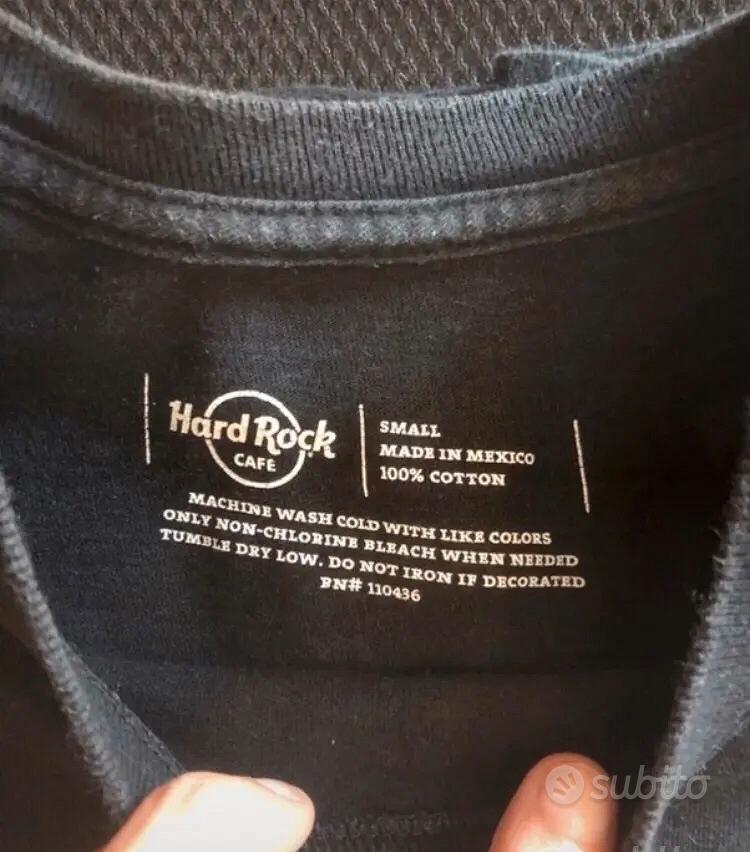 Hard Rock
CAFE
SMALL
MADE IN MEXICO
100% COTTON
MACHINE WASH COLD WITH LIKE COLORS
ONLY NON-CHLORINE BLEACH WHEN NEEDED
TUMBLE DRY LOW. DO NOT IRON IF DECORATED
BN# 110436
subito